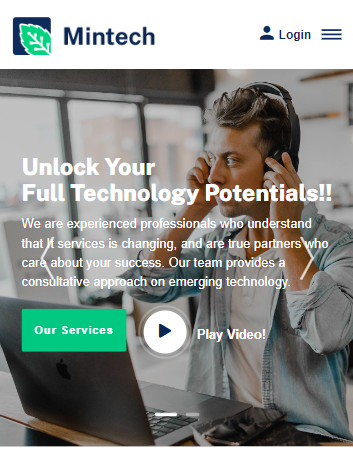 Mintech
Login
Unlock Your
Full Technology Potentials!!
We are experienced professionals who understand
that It services is changing, and are true partners who
care about your success. Our team provides a
consultative approach on emerging technology.
Our Services
Play Video!